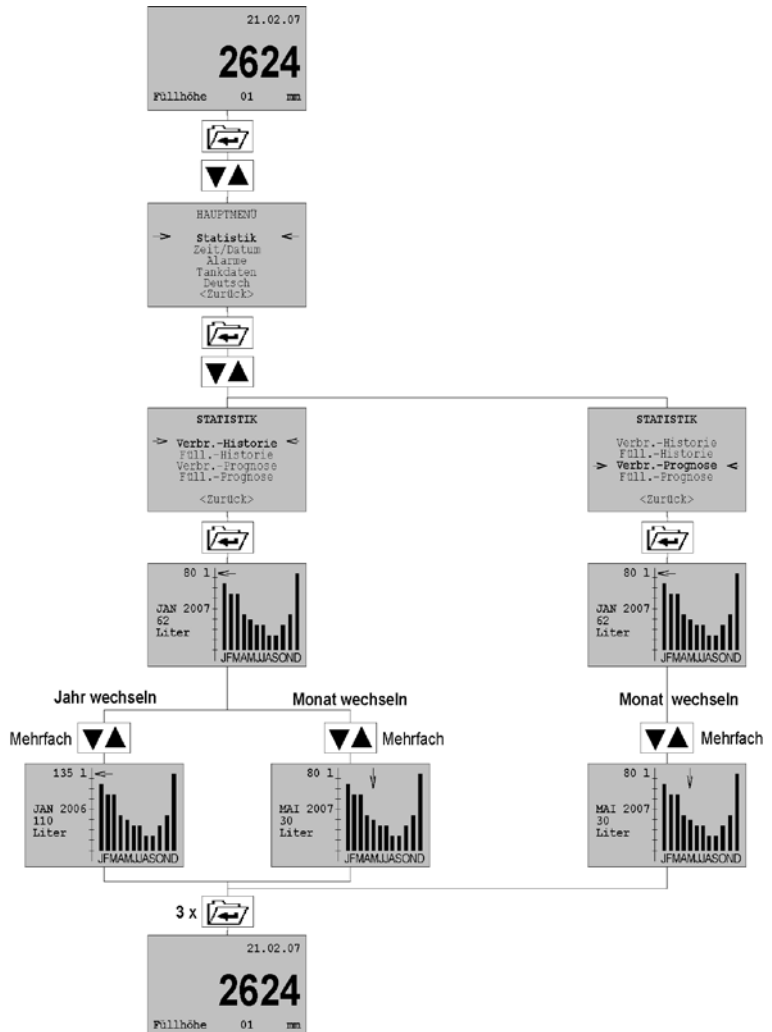 21.02.07
2624
Füllhöhe 01 mm
HAUPTMENÜ
Statistik
Zeit/Datum
Alarme
Tankdaten
Deutsch
<Zurück>
STATISTIK
Verbr.-Historie
Füll.-Historie
Verbr.-Prognose
Füll.-Prognose
<Zurück>
STATISTIK
Verbr.-Historie
Füll.-Historie
Verbr.-Prognose
Füll.-Prognose
<Zurück>
80 l
JAN 2007
62
Liter
JFMAMJJASOND
80 l
JAN 2007
62
Liter
JFMAMJJASOND
Jahr wechseln
Monat wechseln
Monat wechseln
Mehrfach
Mehrfach
Mehrfach
135 l
JAN 2006
110
Liter
JFMAMJJASOND
80 l
MAI 2007
30
Liter
JFMAMJJASOND
80 l
MAI 2007
30
Liter
JFMAMJJASOND
3 x
21.02.07
2624
Füllhöhe 01 mm